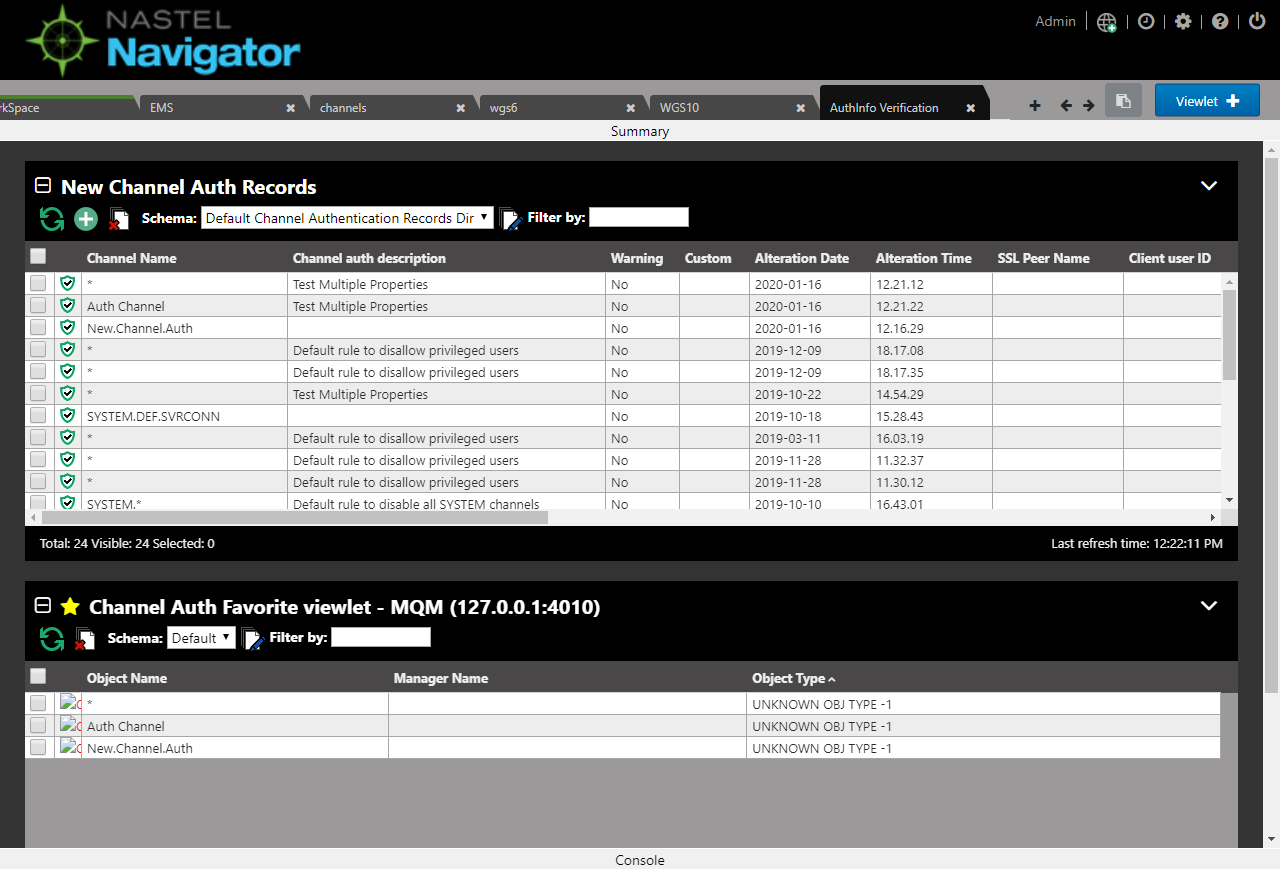 NASTEL
Navigator
Admin
rkSpace EMS channels wgs6 WGS10 AuthInfo Verification Viewlet
Summary
New Channel Auth Records
Schema: Default Channel Authentication Records Dir Filter by:
Channel Name Channel auth description Warning Custom Alteration Date Alteration Time SSL Peer Name Client user ID
* Test Multiple Properties No 2020-01-16 12.21.12
Auth Channel Test Multiple Properties No 2020-01-16 12.21.22
New.Channel.Auth No 2020-01-16 12.16.29
* Default rule to disallow privileged users No 2019-12-09 18.17.08
* Default rule to disallow privileged users No 2019-12-09 18.17.35
* Test Multiple Properties No 2019-10-22 14.54.29
SYSTEM.DEF.SVRCONN No 2019-10-18 15.28.43
* Default rule to disallow privileged users No 2019-03-11 16.03.19
* Default rule to disallow privileged users No 2019-11-28 11.32.37
* Default rule to disallow privileged users No 2019-11-28 11.30.12
SYSTEM.* Default rule to disable all SYSTEM channels No 2019-10-10 16.43.01
Total: 24 Visible: 24 Selected: 0 Last refresh time: 12:22:11 PM
Channel Auth Favorite viewlet - MQM (127.0.0.1:4010)
Schema: Default Filter by:
Object Name Manager Name Object Type
* UNKNOWN OBJ TYPE -1
Auth Channel UNKNOWN OBJ TYPE -1
New.Channel.Auth UNKNOWN OBJ TYPE -1
Console